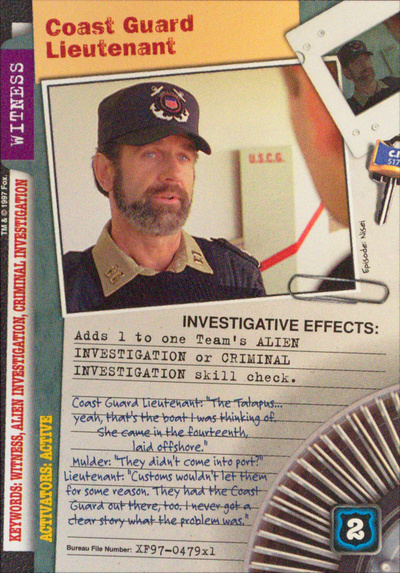 Coast Guard
Lieutenant
WITNESS
TM & © 1997 Fox.
KEYWORDS: WITNESS, ALIEN INVESTIGATION, CRIMINAL INVESTIGATION
ACTIVATORS: ACTIVE
U.S.C.G.
Episode: Nisei
INVESTIGATIVE EFFECTS:
Adds 1 to one Team's ALIEN
INVESTIGATION or CRIMINAL
INVESTIGATION skill check.
Coast Guard Lieutenant: "The Talapus...
yeah, that's the boat I was thinking of.
She came in the fourteenth,
laid offshore."
Mulder: "They didn't come into port?"
Lieutenant: "Customs wouldn't let them
for some reason. They had the Coast
Guard out there, too. I never got a
clear story what the problem was."
Bureau File Number: XF97-0479x1
2